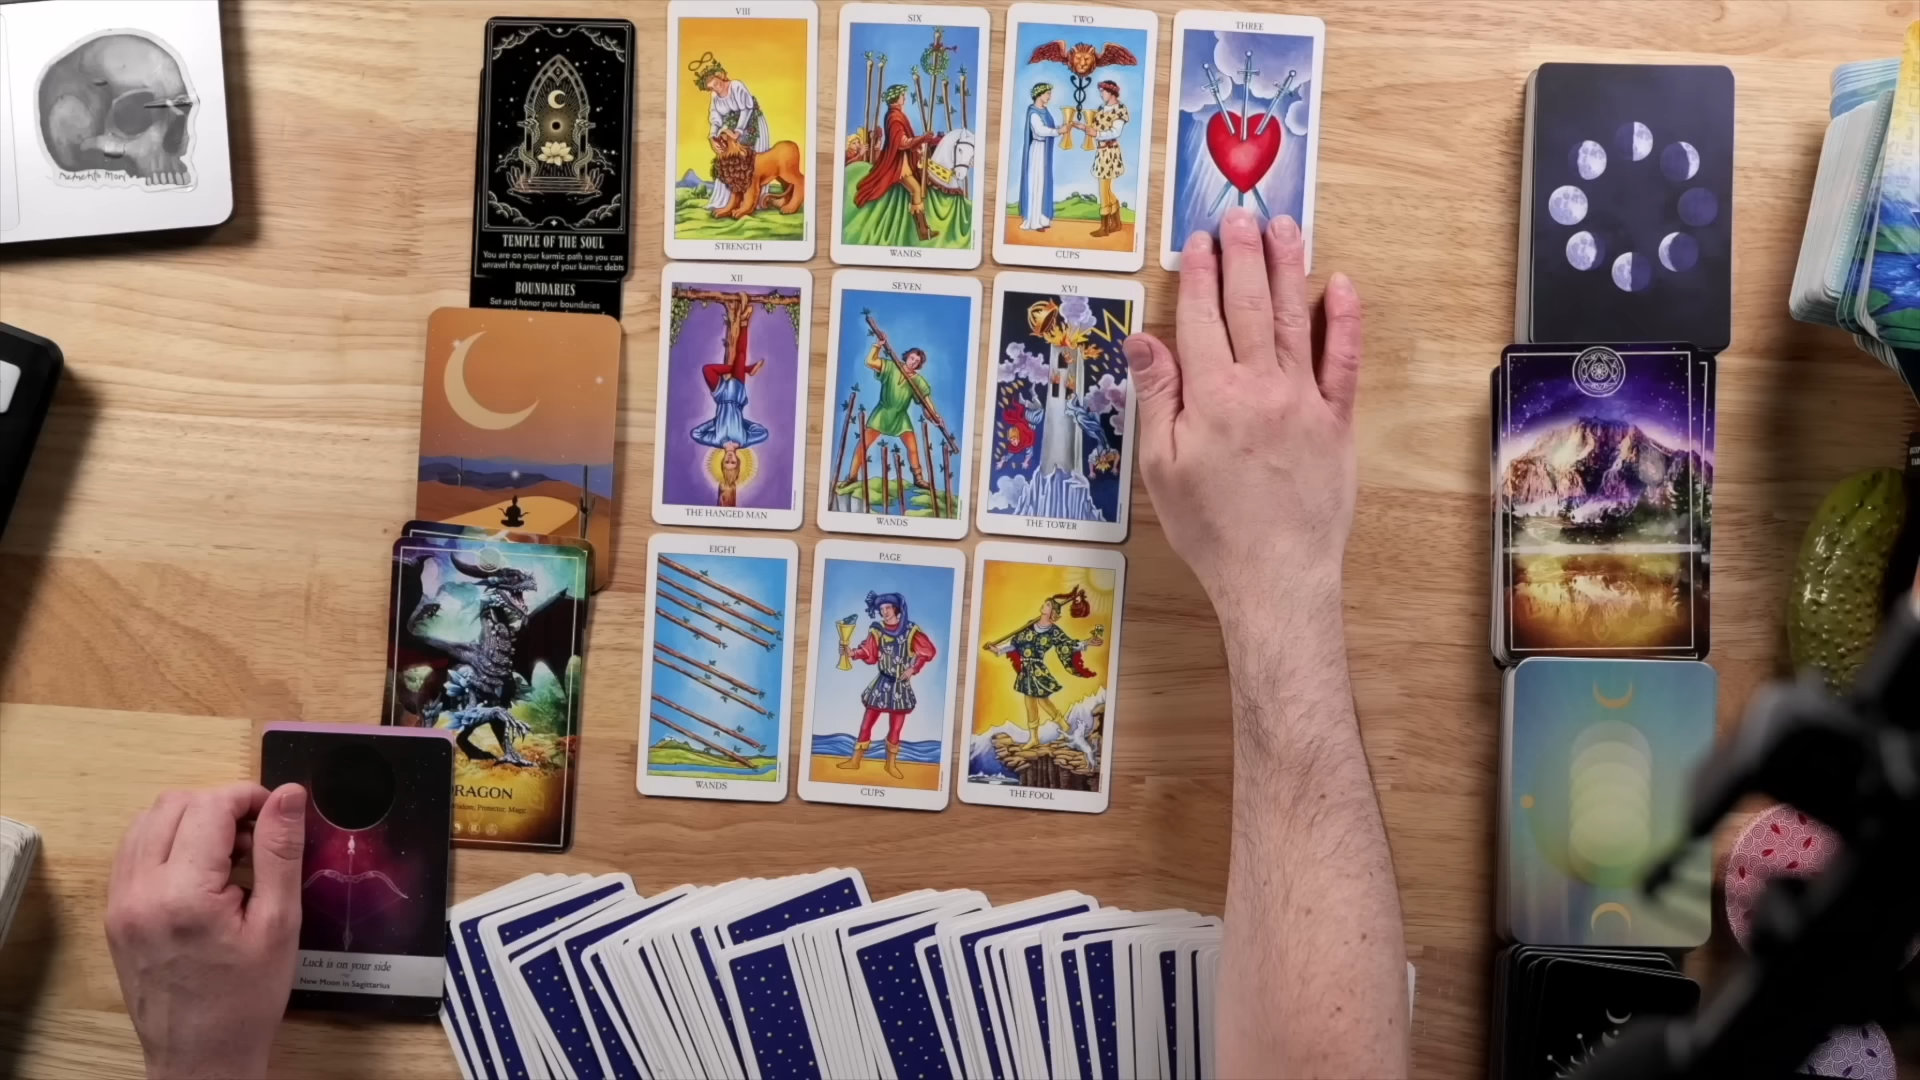 Memento Mori
TEMPLE OF THE SOUL
You are on your karmic path so you can
unravel the mystery of your karmic debts
BOUNDARIES
Set and honor your boundaries
VIII
STRENGTH
SIX
WANDS
TWO
CUPS
THREE
XII
THE HANGED MAN
SEVEN
WANDS
XVI
THE TOWER
EIGHT
WANDS
PAGE
CUPS
0
THE FOOL
DRAGON
Wisdom, Protector, Magic
Luck is on your side
New Moon in Sagittarius